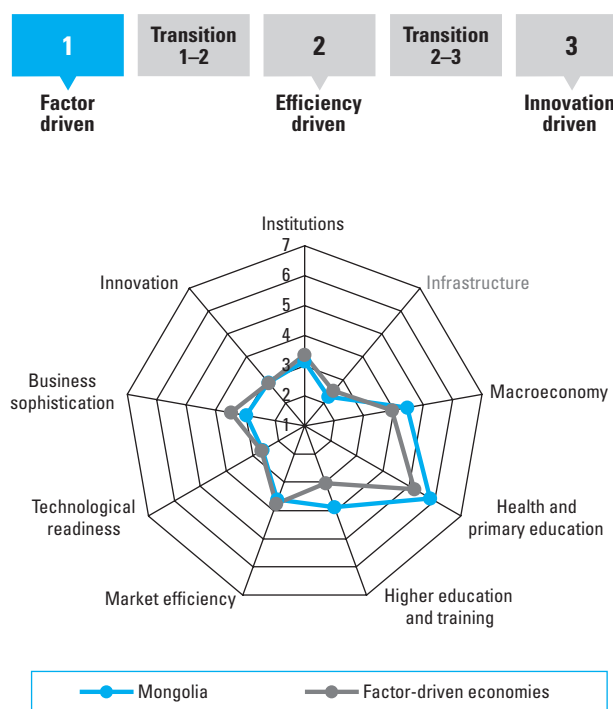 1
Transition
1–2
2
Transition
2–3
3
Factor
driven
Efficiency
driven
Innovation
driven
Institutions
7
6
5
4
3
2
1
Innovation
Infrastructure
Business
sophistication
Macroeconomy
Technological
readiness
Health and
primary education
Market efficiency
Higher education
and training
Mongolia
Factor-driven economies